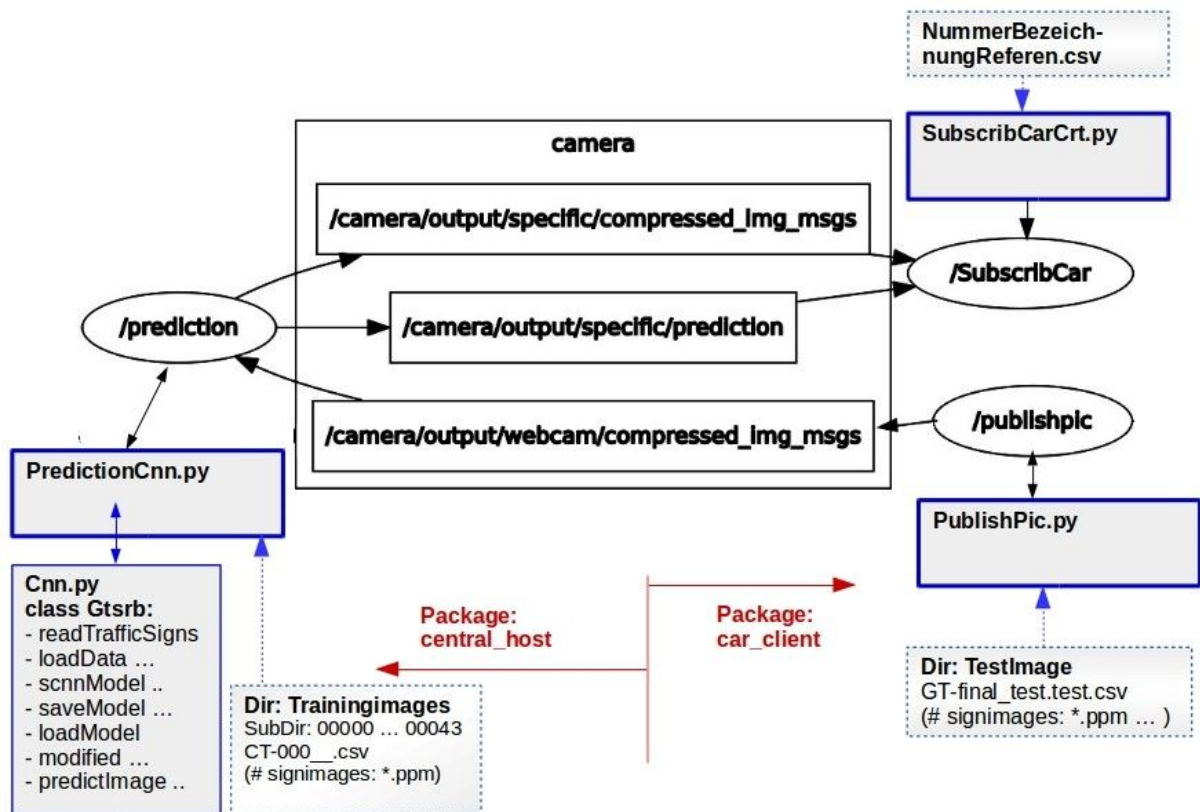 NummerBezeich-
nungReferen.csv
SubscribCarCrt.py
camera
/camera/output/specific/compressed_img_msgs
/SubscribCar
/prediction
/camera/output/specific/prediction
/camera/output/webcam/compressed_img_msgs
/publishpic
PredictionCnn.py
PublishPic.py
Cnn.py
class Gtsrb:
- readTrafficSigns
- loadData ...
- scnnModel ..
- saveModel ...
- loadModel
- modified ...
- predictImage ..
Package:
central_host
Package:
car_client
Dir: Trainingimages
SubDir: 00000 ... 00043
CT-000__.csv
(# signimages: *.ppm)
Dir: TestImage
GT-final_test.test.csv
(# signimages: *.ppm ... )